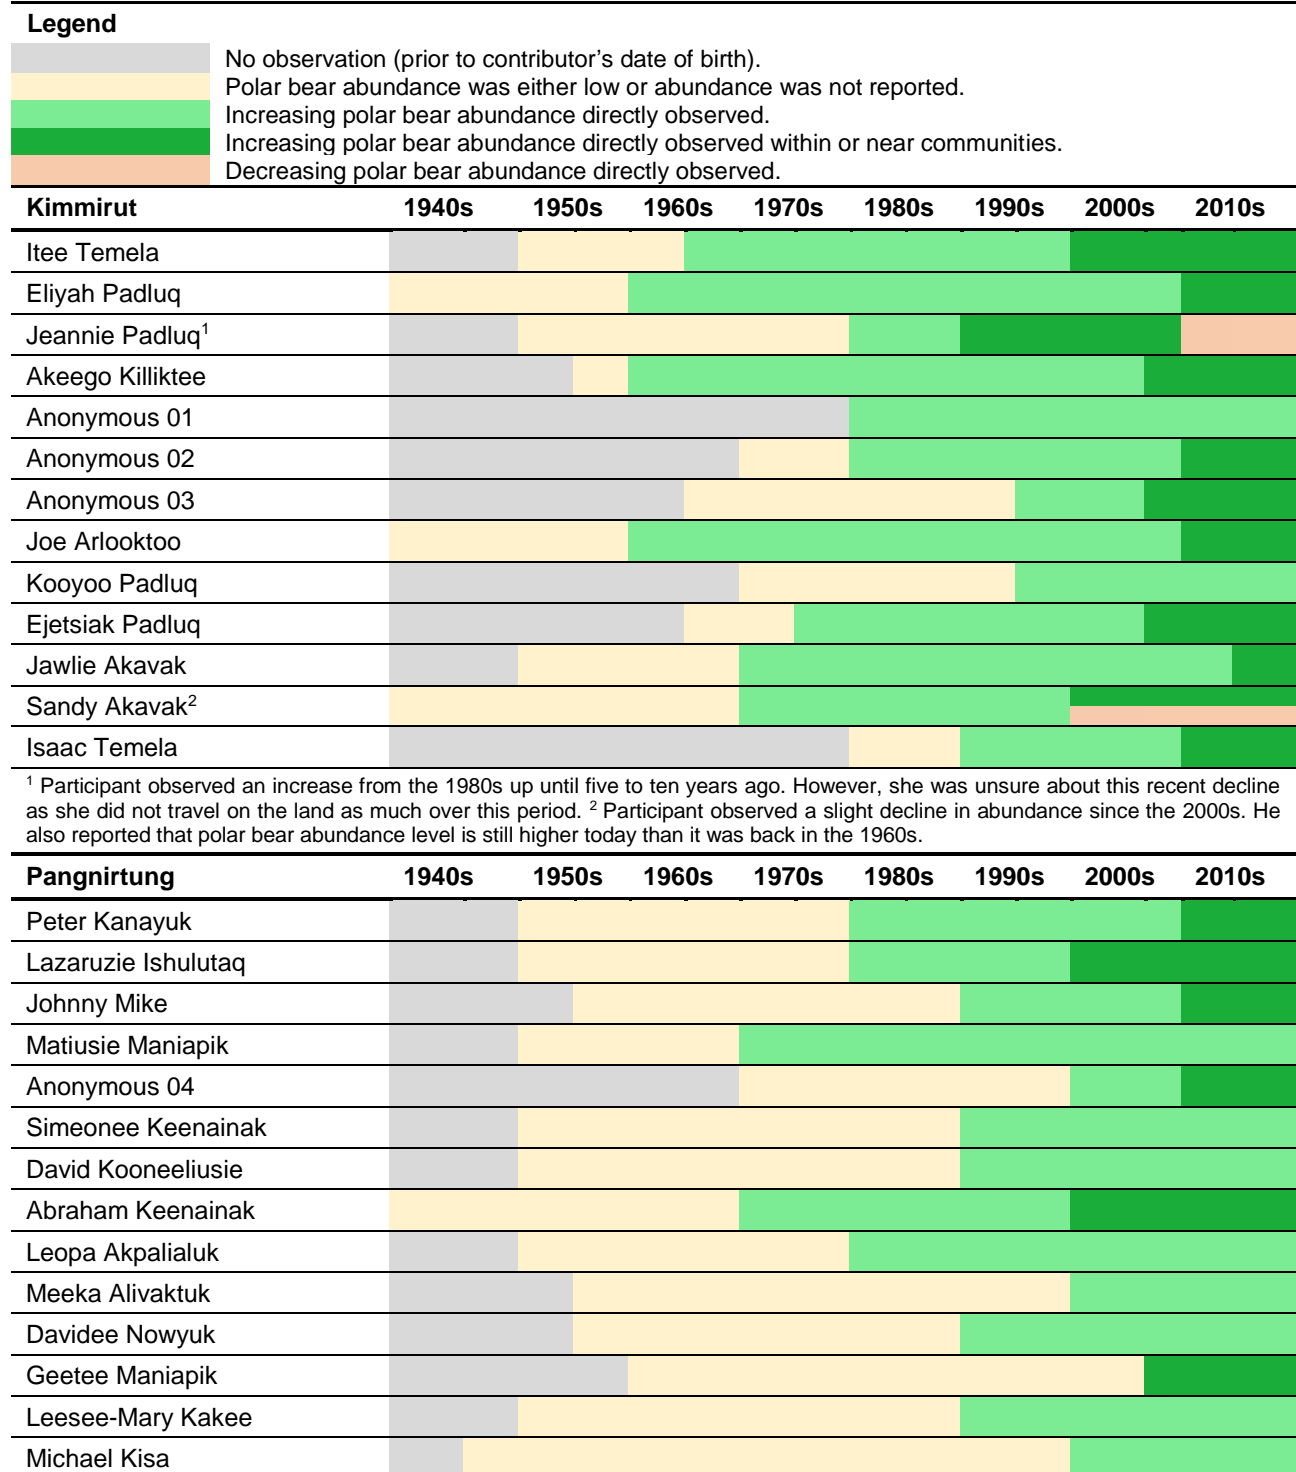 Legend
No observation (prior to contributor's date of birth).
Polar bear abundance was either low or abundance was not reported.
Increasing polar bear abundance directly observed.
Increasing polar bear abundance directly observed within or near communities.
Decreasing polar bear abundance directly observed.
Kimmirut 1940s 1950s 1960s 1970s 1980s 1990s 2000s 2010s
Itee Temela
Eliyah Padluq
Jeannie Padluq¹
Akeego Killiktee
Anonymous 01
Anonymous 02
Anonymous 03
Joe Arlooktoo
Kooyoo Padluq
Ejetsiak Padluq
Jawlie Akavak
Sandy Akavak²
Isaac Temela
¹ Participant observed an increase from the 1980s up until five to ten years ago. However, she was unsure about this recent decline
as she did not travel on the land as much over this period. ² Participant observed a slight decline in abundance since the 2000s. He
also reported that polar bear abundance level is still higher today than it was back in the 1960s.
Pangnirtung 1940s 1950s 1960s 1970s 1980s 1990s 2000s 2010s
Peter Kanayuk
Lazaruzie Ishulutaq
Johnny Mike
Matiusie Maniapik
Anonymous 04
Simeonee Keenainak
David Kooneeliusie
Abraham Keenainak
Leopa Akpalialuk
Meeka Alivaktuk
Davidee Nowyuk
Geetee Maniapik
Leesee-Mary Kakee
Michael Kisa